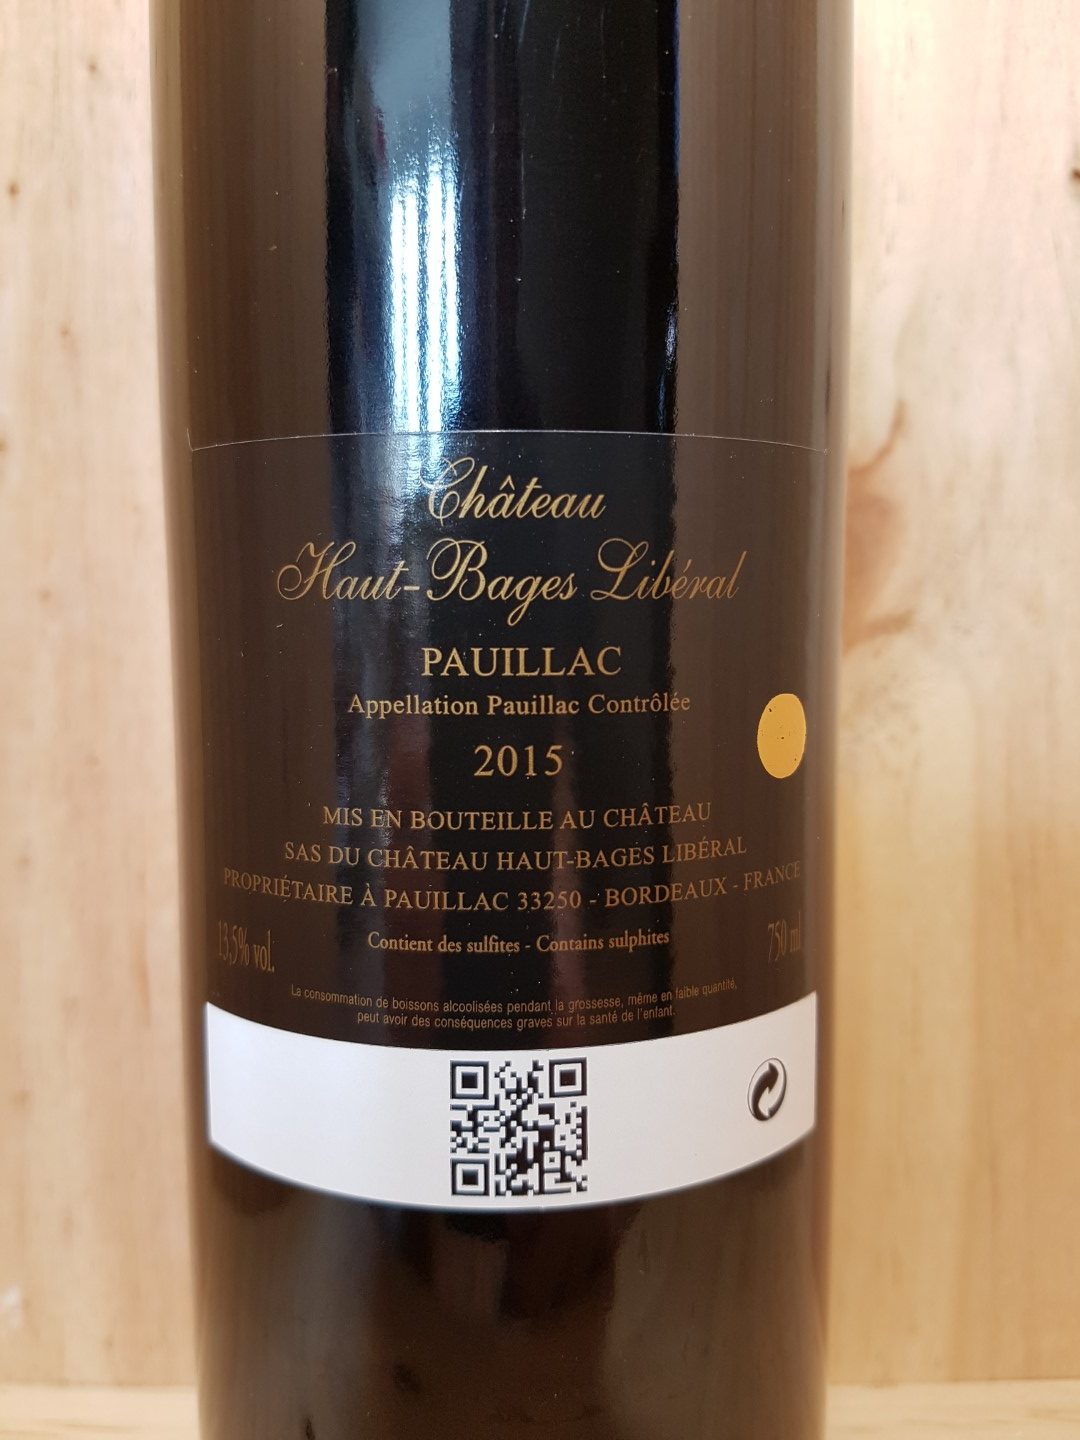 Château
Haut-Bages Libéral
PAUILLAC
Appellation Pauillac Contrôlée
2015
MIS EN BOUTEILLE AU CHÂTEAU
SAS DU CHÂTEAU HAUT-BAGES LIBÉRAL
PROPRIÉTAIRE À PAUILLAC 33250 - BORDEAUX - FRANCE
13,5% vol.
Contient des sulfites - Contains sulphites
750 ml
La consommation de boissons alcoolisées pendant la grossesse, même en faible quantité,
peut avoir des conséquences graves sur la santé de l'enfant.